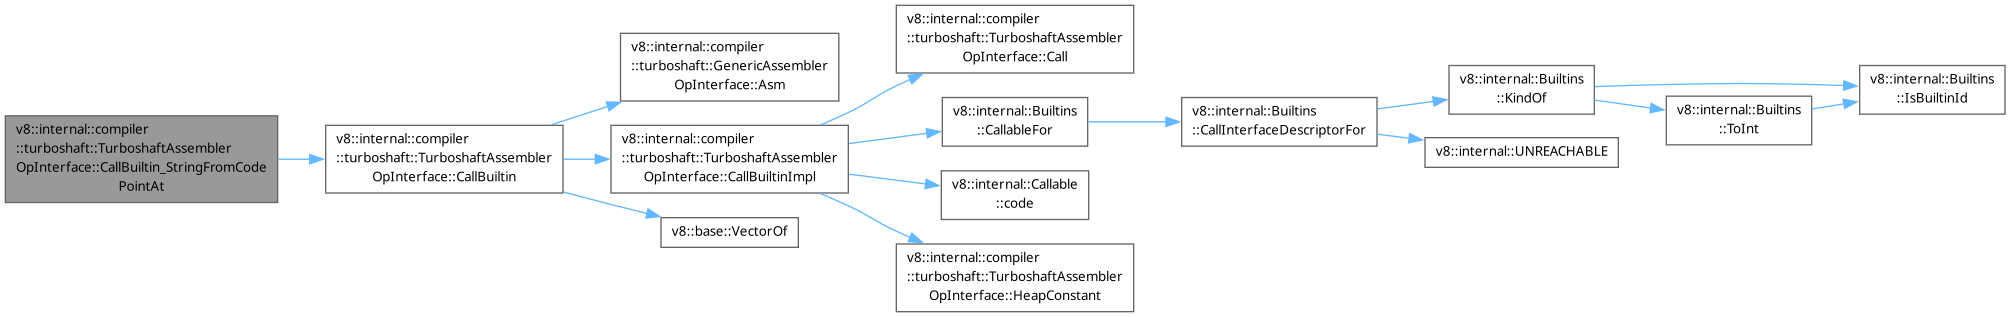 v8::internal::compiler
::turboshaft::TurboshaftAssembler
OpInterface::CallBuiltin_StringFromCode
PointAt
v8::internal::compiler
::turboshaft::TurboshaftAssembler
OpInterface::CallBuiltin
v8::internal::compiler
::turboshaft::GenericAssembler
OpInterface::Asm
v8::internal::compiler
::turboshaft::TurboshaftAssembler
OpInterface::CallBuiltinImpl
v8::base::VectorOf
v8::internal::compiler
::turboshaft::TurboshaftAssembler
OpInterface::Call
v8::internal::Builtins
::CallableFor
v8::internal::Callable
::code
v8::internal::compiler
::turboshaft::TurboshaftAssembler
OpInterface::HeapConstant
v8::internal::Builtins
::CallInterfaceDescriptorFor
v8::internal::Builtins
::KindOf
v8::internal::UNREACHABLE
v8::internal::Builtins
::ToInt
v8::internal::Builtins
::IsBuiltinId